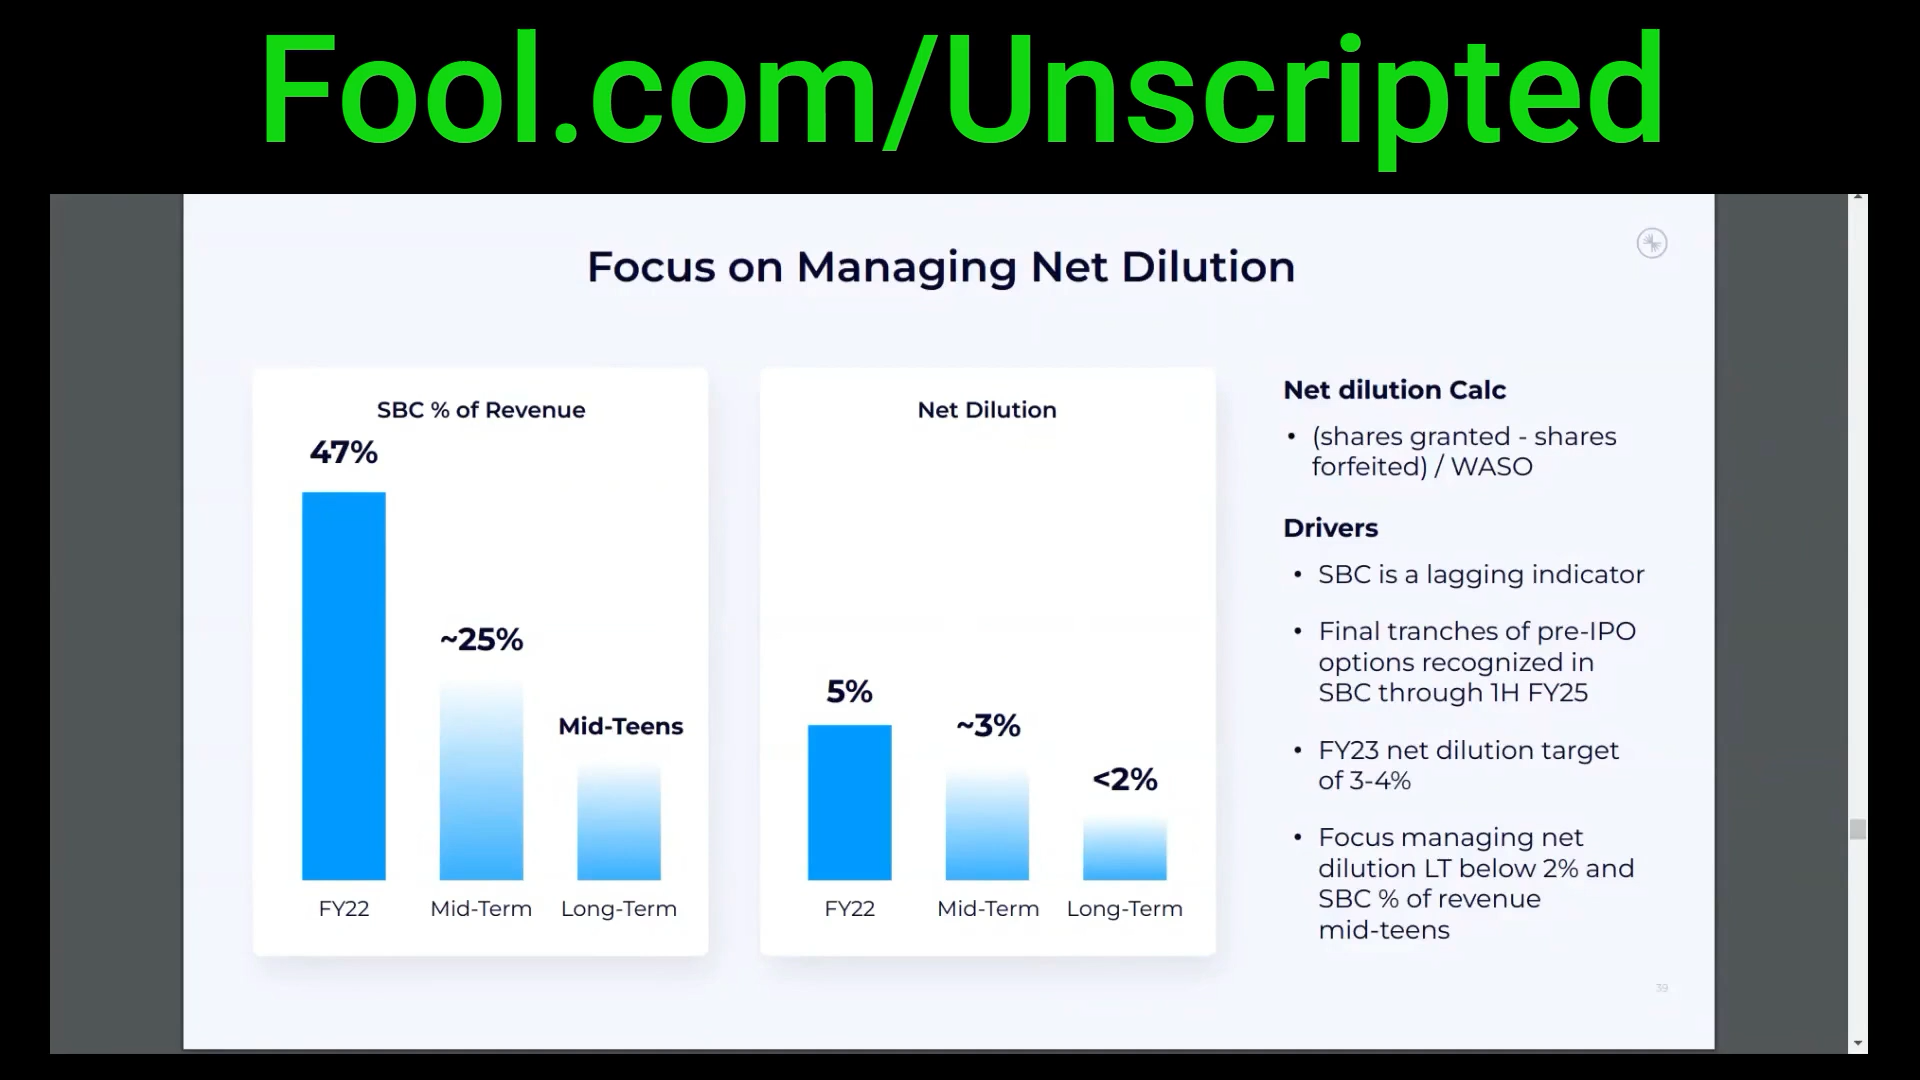 Fool.com/Unscripted
Focus on Managing Net Dilution
SBC % of Revenue
47%
~25%
Mid-Teens
FY22
Mid-Term
Long-Term
Net Dilution
5%
~3%
<2%
FY22
Mid-Term
Long-Term
Net dilution Calc
• (shares granted - shares
forfeited) / WASO
Drivers
• SBC is a lagging indicator
• Final tranches of pre-IPO
options recognized in
SBC through 1H FY25
• FY23 net dilution target
of 3-4%
• Focus managing net
dilution LT below 2% and
SBC % of revenue
mid-teens
39